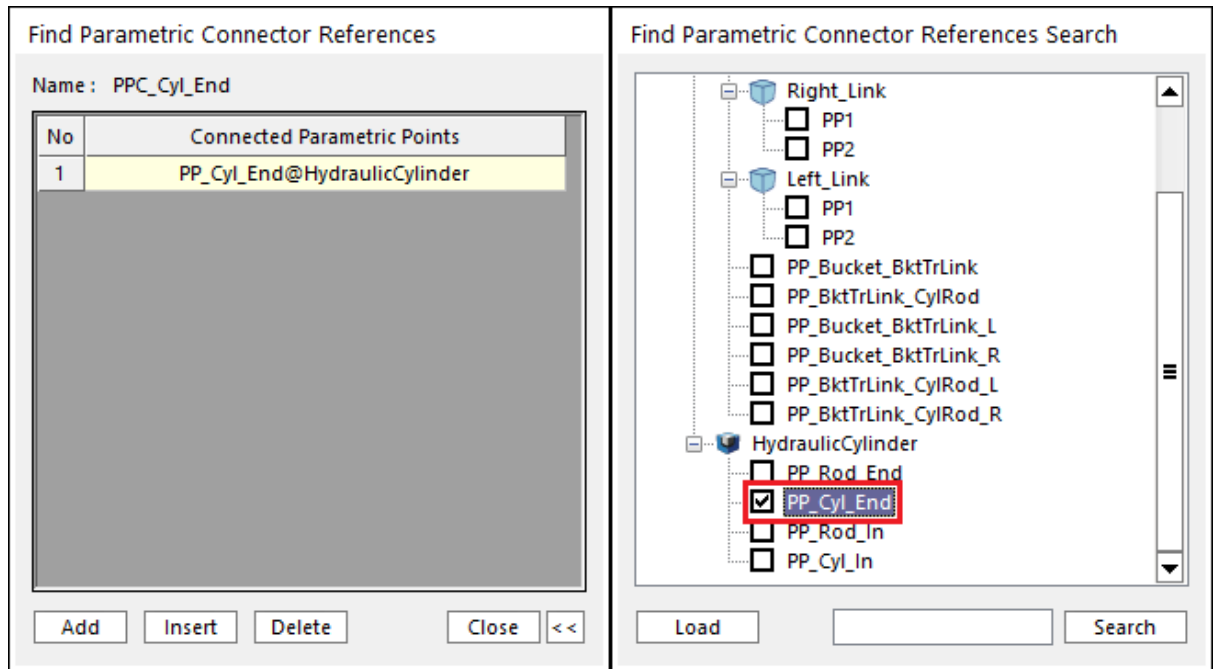 Find Parametric Connector References
Name : PPC_Cyl_End
No Connected Parametric Points
1 PP_Cyl_End@HydraulicCylinder
Add Insert Delete Close <<
Find Parametric Connector References Search
Right_Link
PP1
PP2
Left_Link
PP1
PP2
PP_Bucket_BktTrLink
PP_BktTrLink_CylRod
PP_Bucket_BktTrLink_L
PP_Bucket_BktTrLink_R
PP_BktTrLink_CylRod_L
PP_BktTrLink_CylRod_R
HydraulicCylinder
PP_Rod_End
PP_Cyl_End
PP_Rod_In
PP_Cyl_In
Load Search